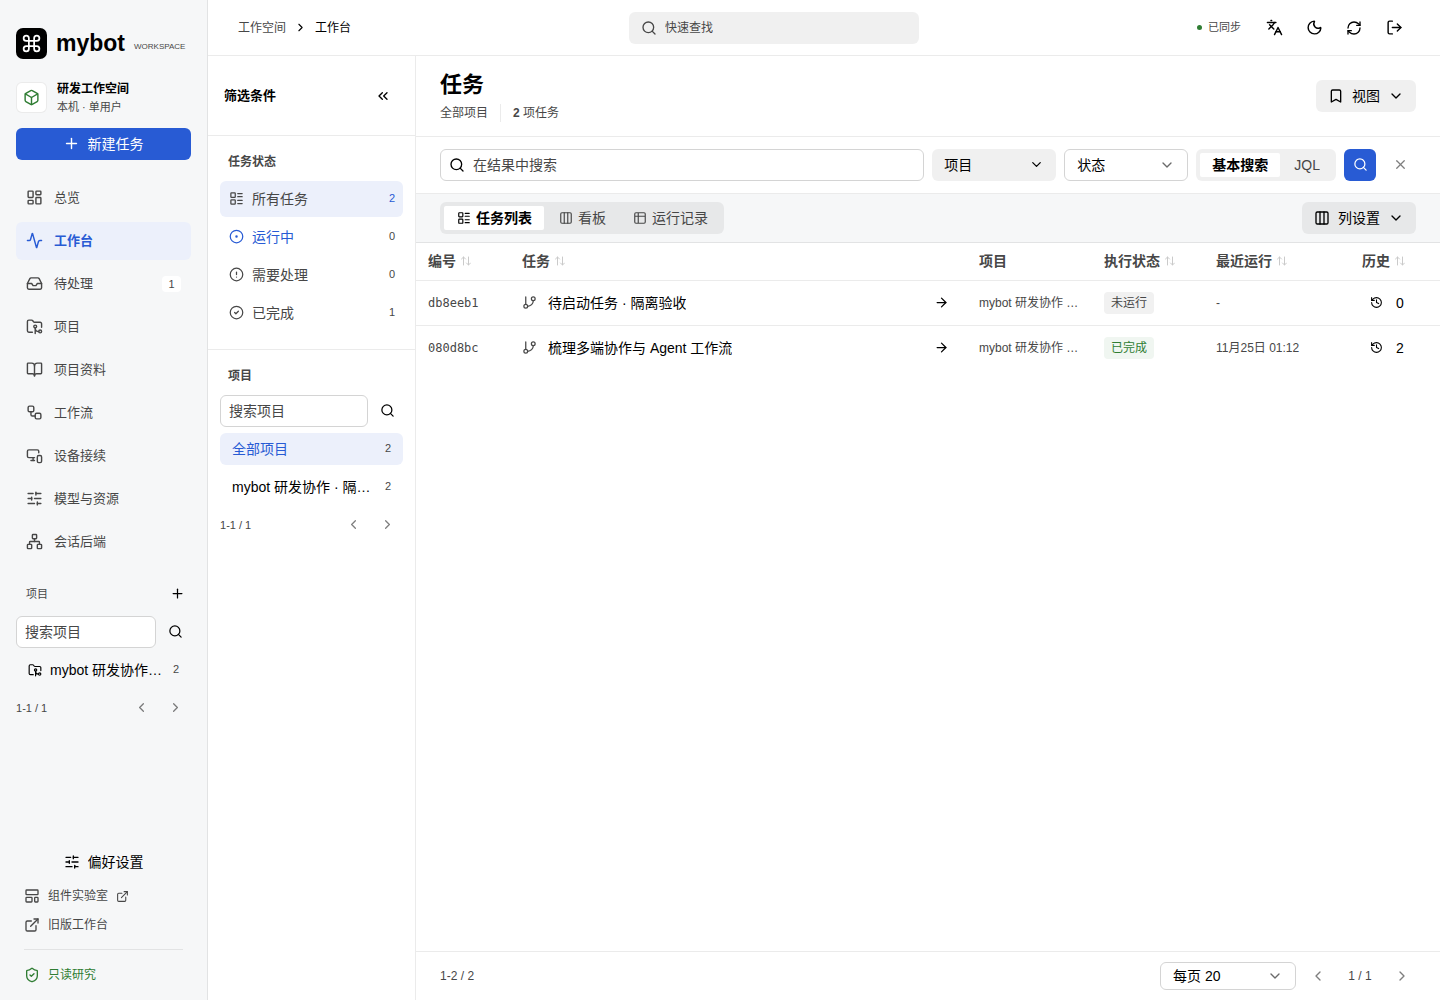 mybot WORKSPACE
研发工作空间
本机 · 单用户
新建任务
总览
工作台
待处理 1
项目
项目资料
工作流
设备接续
模型与资源
会话后端
项目
搜索项目
mybot 研发协作… 2
1-1 / 1
偏好设置
组件实验室
旧版工作台
只读研究
工作空间 工作台
快速查找
已同步
筛选条件
任务状态
所有任务 2
运行中 0
需要处理 0
已完成 1
项目
搜索项目
全部项目 2
mybot 研发协作 · 隔… 2
1-1 / 1
任务
全部项目 2 项任务
视图
在结果中搜索 项目 状态 基本搜索 JQL
任务列表 看板 运行记录 列设置
编号 任务 项目 执行状态 最近运行 历史
db8eeb1 待启动任务 · 隔离验收 mybot 研发协作 … 未运行 - 0
080d8bc 梳理多端协作与 Agent 工作流 mybot 研发协作 … 已完成 11月25日 01:12 2
1-2 / 2 每页 20 1 / 1